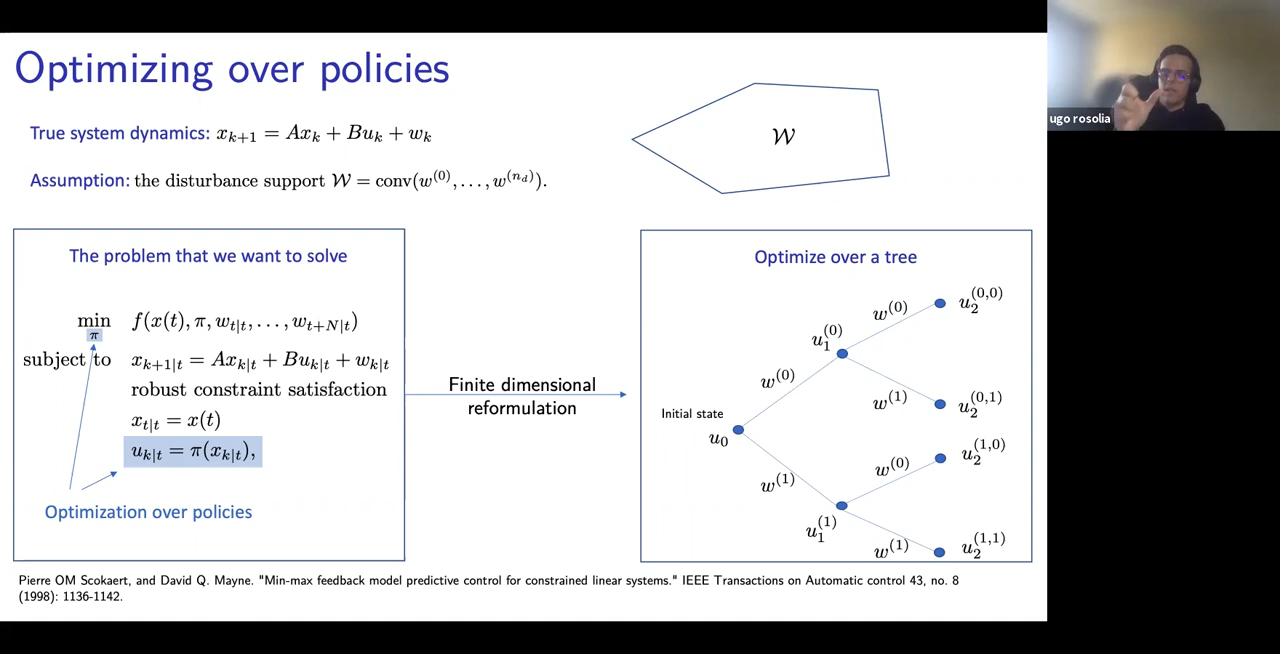 Optimizing over policies
True system dynamics: x_{k+1} = Ax_k + Bu_k + w_k
Assumption: the disturbance support 𝒲 = conv(w^{(0)}, . . . , w^{(n_d)}).
𝒲
ugo rosolia
The problem that we want to solve
min f(x(t), π, w_{t|t}, . . . , w_{t+N|t})
π
subject to x_{k+1|t} = Ax_{k|t} + Bu_{k|t} + w_{k|t}
robust constraint satisfaction
x_{t|t} = x(t)
u_{k|t} = π(x_{k|t}),
Optimization over policies
Finite dimensional
reformulation
Optimize over a tree
w^{(0)} u_2^{(0,0)}
u_1^{(0)}
w^{(0)}
w^{(1)} u_2^{(0,1)}
Initial state
u_0
w^{(0)} u_2^{(1,0)}
w^{(1)}
u_1^{(1)}
w^{(1)} u_2^{(1,1)}
Pierre OM Scokaert, and David Q. Mayne. "Min-max feedback model predictive control for constrained linear systems." IEEE Transactions on Automatic control 43, no. 8
(1998): 1136-1142.